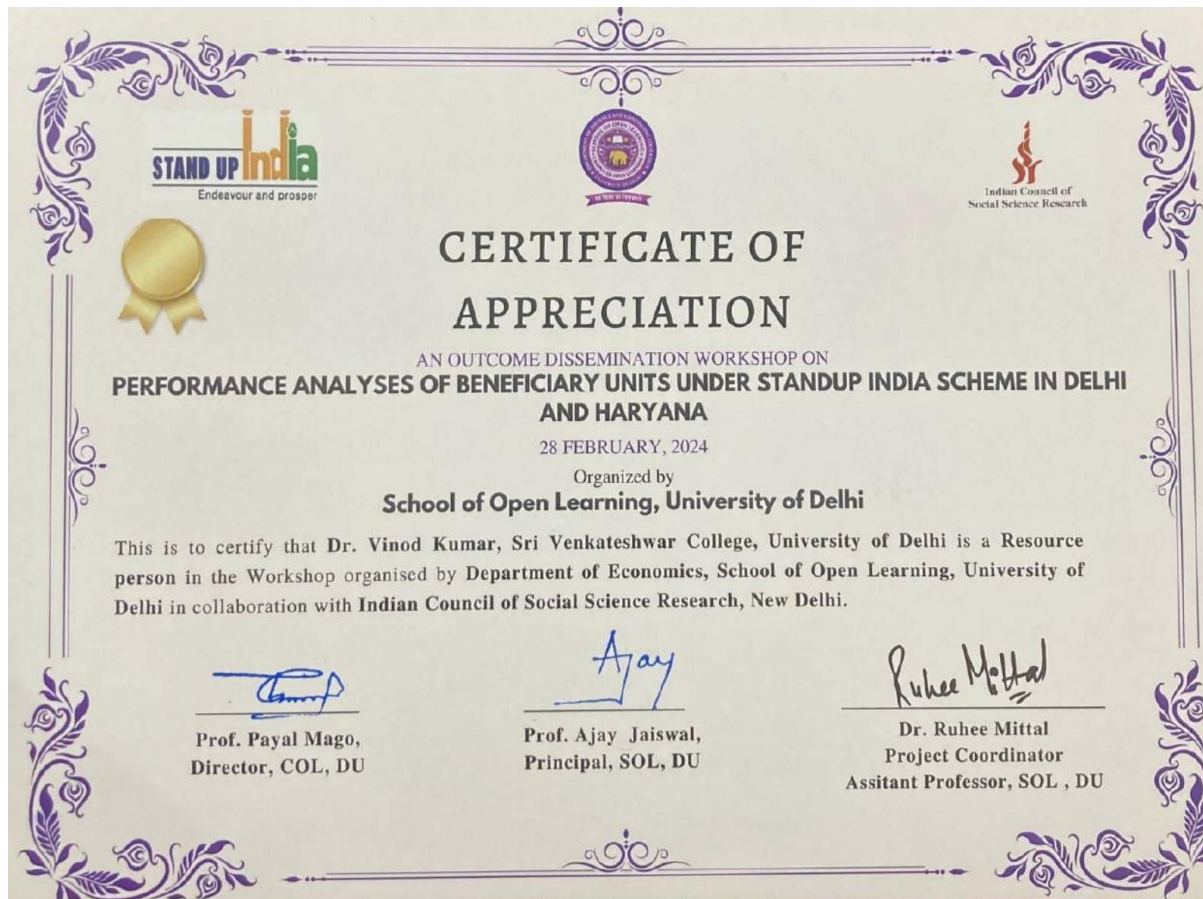 STAND UP India
Endeavour and prosper
Indian Council of
Social Science Research
CERTIFICATE OF
APPRECIATION
AN OUTCOME DISSEMINATION WORKSHOP ON
PERFORMANCE ANALYSES OF BENEFICIARY UNITS UNDER STANDUP INDIA SCHEME IN DELHI
AND HARYANA
28 FEBRUARY, 2024
Organized by
School of Open Learning, University of Delhi
This is to certify that Dr. Vinod Kumar, Sri Venkateshwar College, University of Delhi is a Resource
person in the Workshop organised by Department of Economics, School of Open Learning, University of
Delhi in collaboration with Indian Council of Social Science Research, New Delhi.
Ajay
Ruhee Mittal
Prof. Payal Mago,
Director, COL, DU
Prof. Ajay Jaiswal,
Principal, SOL, DU
Dr. Ruhee Mittal
Project Coordinator
Assitant Professor, SOL , DU